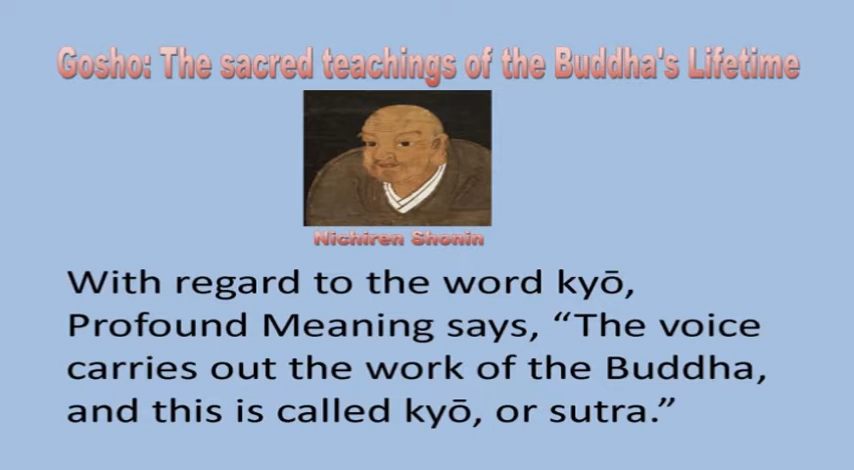 Gosho: The sacred teachings of the Buddha's Lifetime
Nichiren Shonin
With regard to the word kyō,
Profound Meaning says, “The voice
carries out the work of the Buddha,
and this is called kyō, or sutra.”